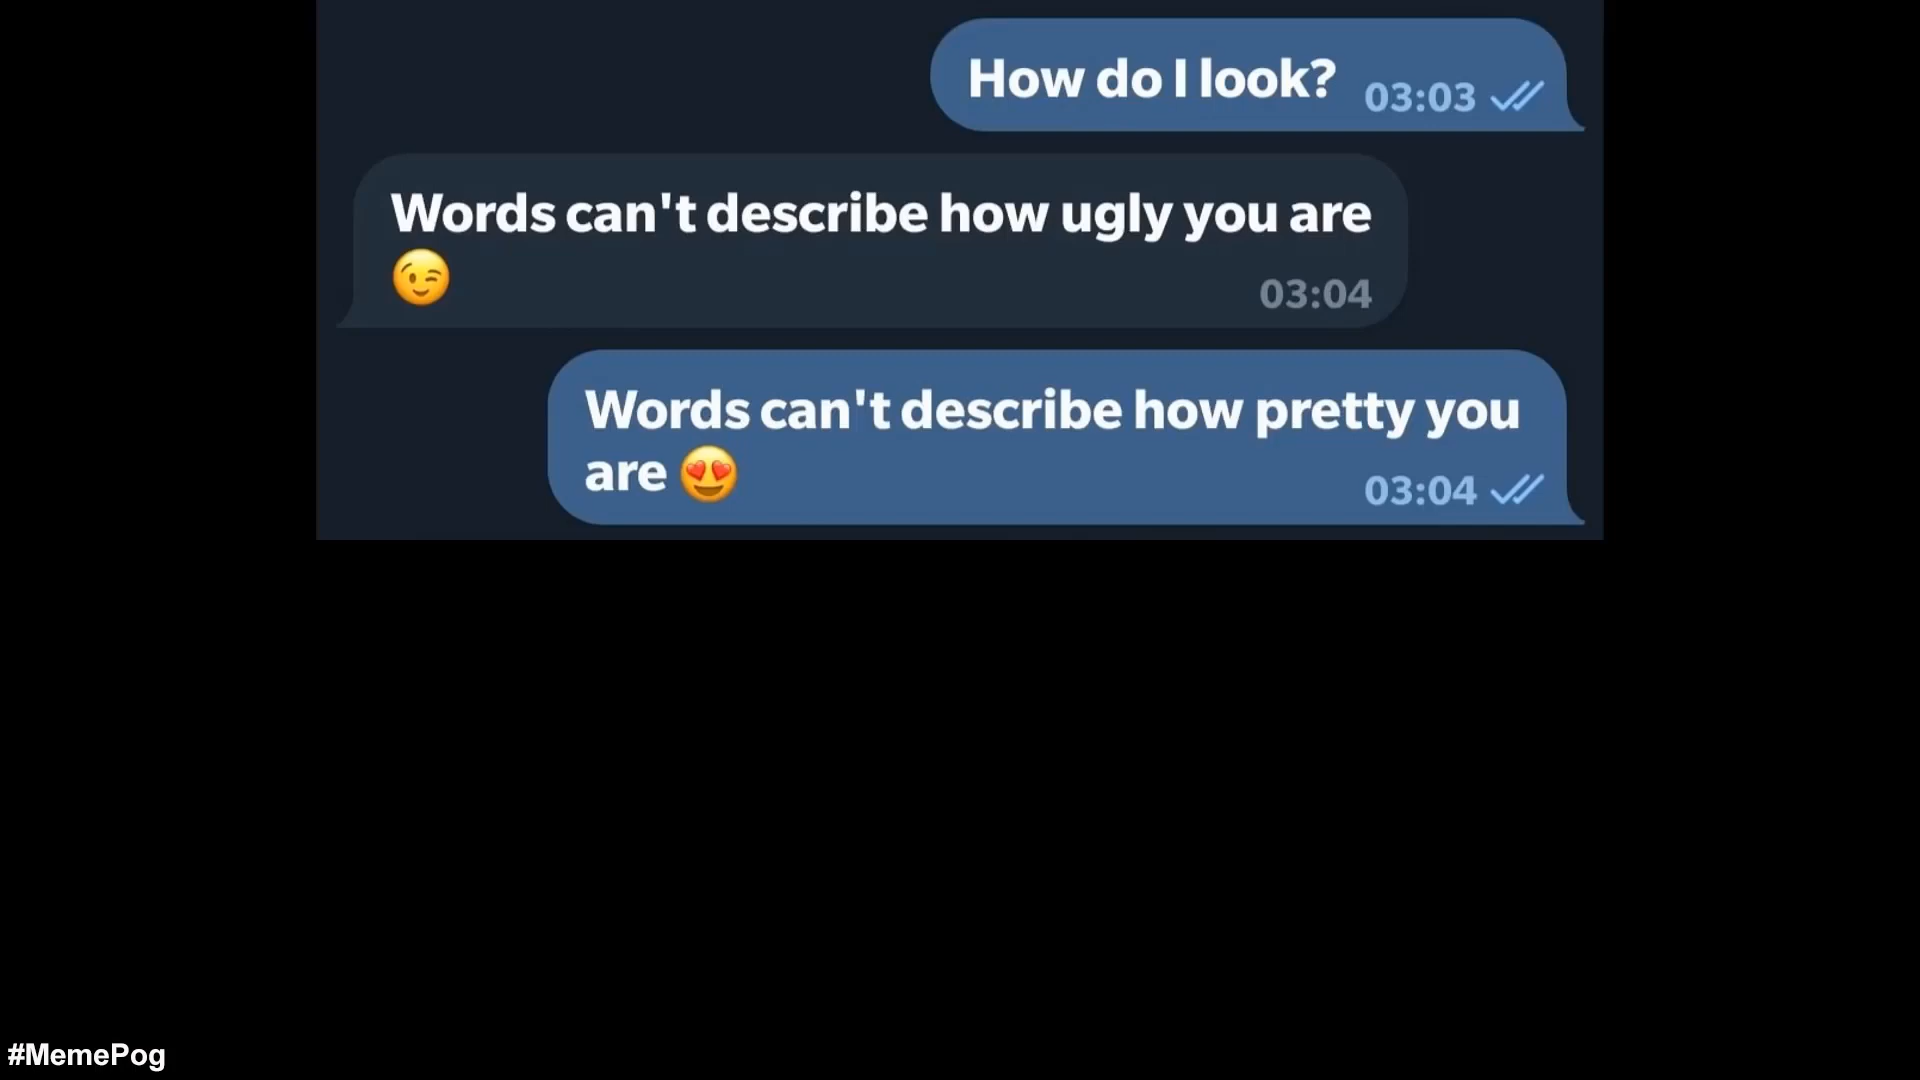 How do I look? 03:03
Words can't describe how ugly you are
😉 03:04
Words can't describe how pretty you
are 😍 03:04
#MemePog